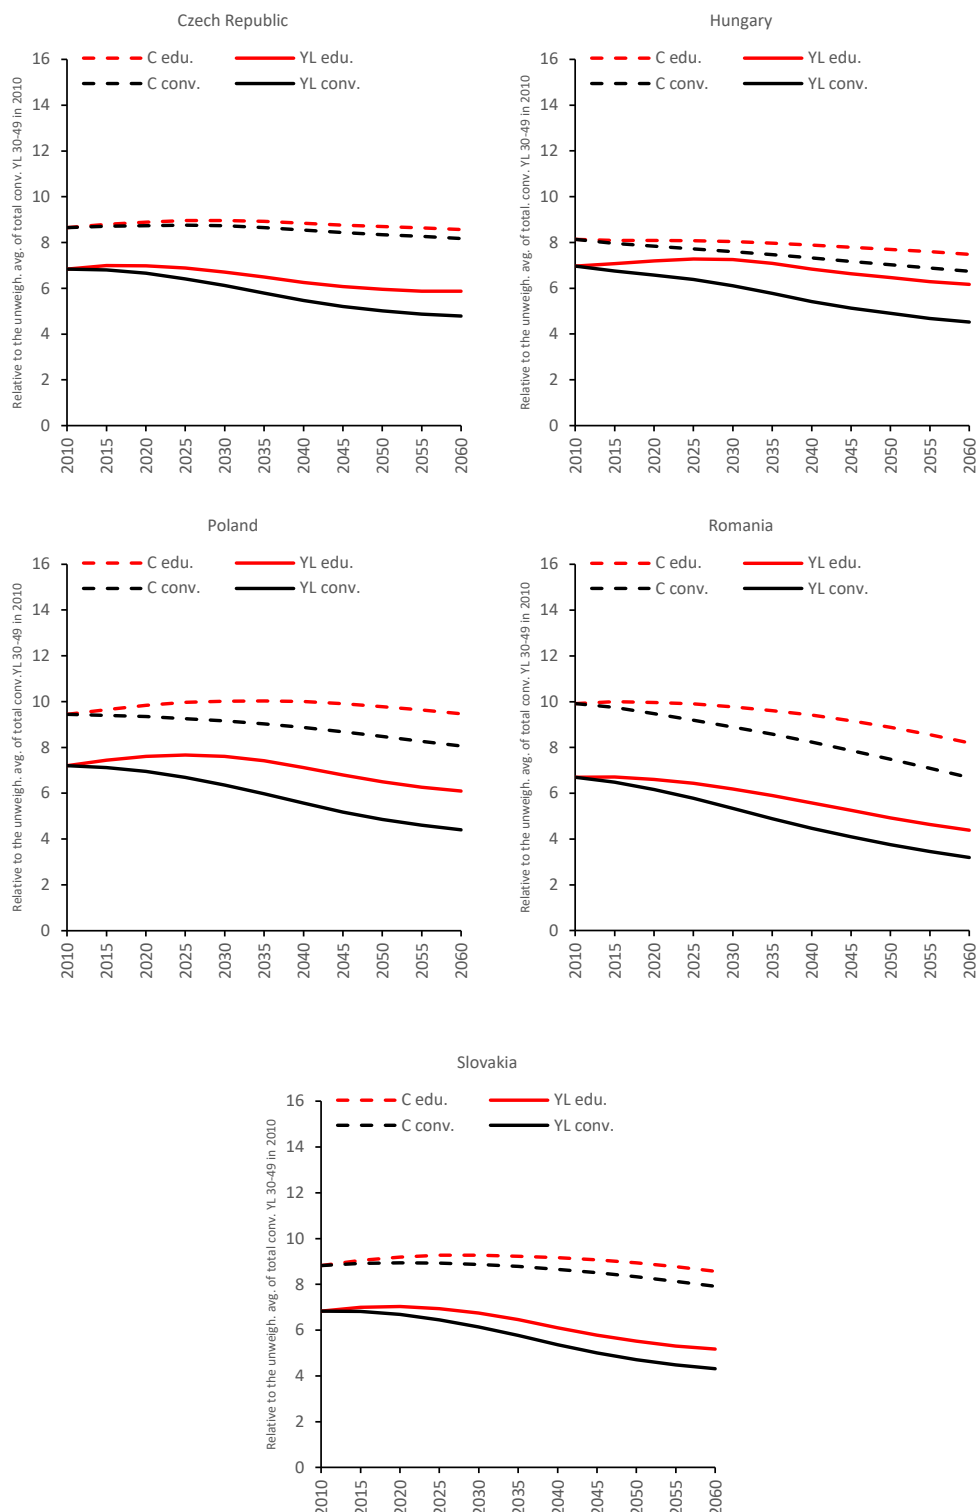 Czech Republic
Relative to the unweigh. avg. of total conv. YL 30-49 in 2010
C edu. YL edu.
C conv. YL conv.
16
14
12
10
8
6
4
2
0
2010 2015 2020 2025 2030 2035 2040 2045 2050 2055 2060
Hungary
Relative to the unweigh. avg. of total. conv. YL 30-49 in 2010
C edu. YL edu.
C conv. YL conv.
16
14
12
10
8
6
4
2
0
2010 2015 2020 2025 2030 2035 2040 2045 2050 2055 2060
Poland
Relative to the unweigh. avg. of total conv.YL 30-49 in 2010
C edu. YL edu.
C conv. YL conv.
16
14
12
10
8
6
4
2
0
2010 2015 2020 2025 2030 2035 2040 2045 2050 2055 2060
Romania
Relative to the unweigh. avg. of total conv. YL 30-49 in 2010
C edu. YL edu.
C conv. YL conv.
16
14
12
10
8
6
4
2
0
2010 2015 2020 2025 2030 2035 2040 2045 2050 2055 2060
Slovakia
Relative to the unweigh. avg. of total conv. YL 30-49 in 2010
C edu. YL edu.
C conv. YL conv.
16
14
12
10
8
6
4
2
0
2010 2015 2020 2025 2030 2035 2040 2045 2050 2055 2060